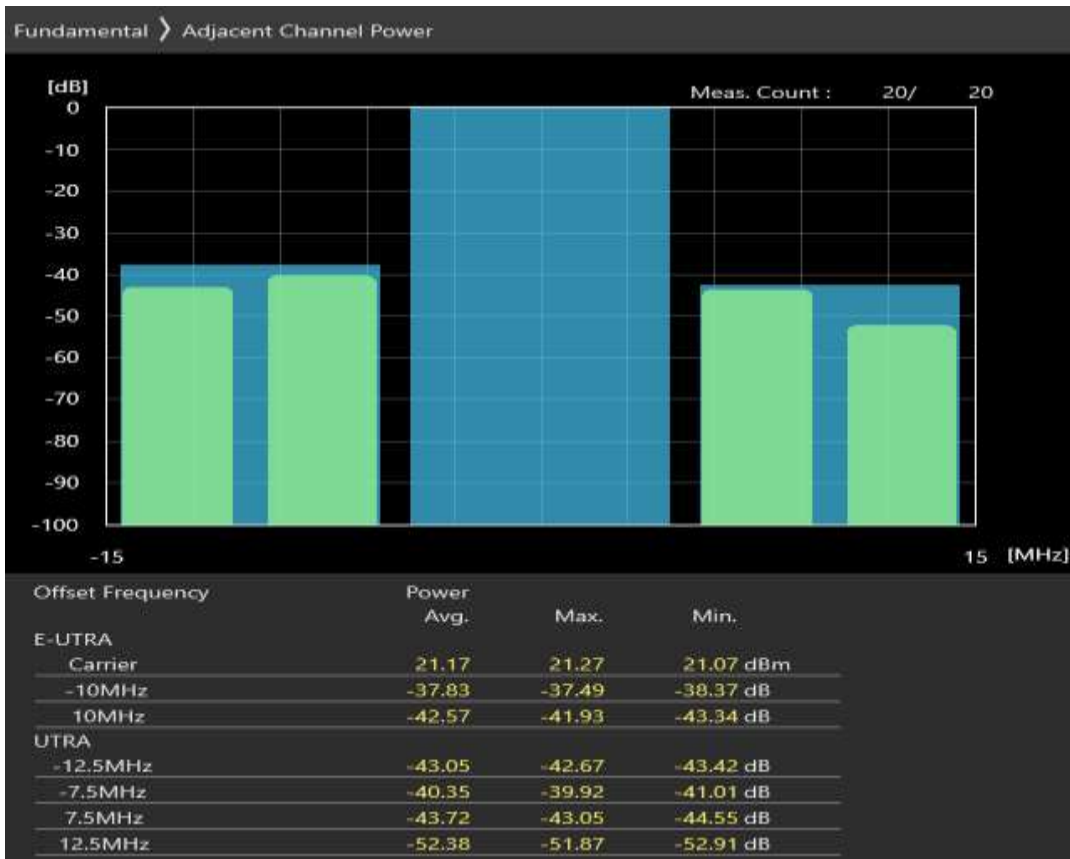 Fundamental ❯ Adjacent Channel Power
[dB]
Meas. Count : 20/ 20
0
-10
-20
-30
-40
-50
-60
-70
-80
-90
-100
-15 15 [MHz]
Offset Frequency Power
Avg. Max. Min.
E-UTRA
Carrier 21.17 21.27 21.07 dBm
-10MHz -37.83 -37.49 -38.37 dB
10MHz -42.57 -41.93 -43.34 dB
UTRA
-12.5MHz -43.05 -42.67 -43.42 dB
-7.5MHz -40.35 -39.92 -41.01 dB
7.5MHz -43.72 -43.05 -44.55 dB
12.5MHz -52.38 -51.87 -52.91 dB